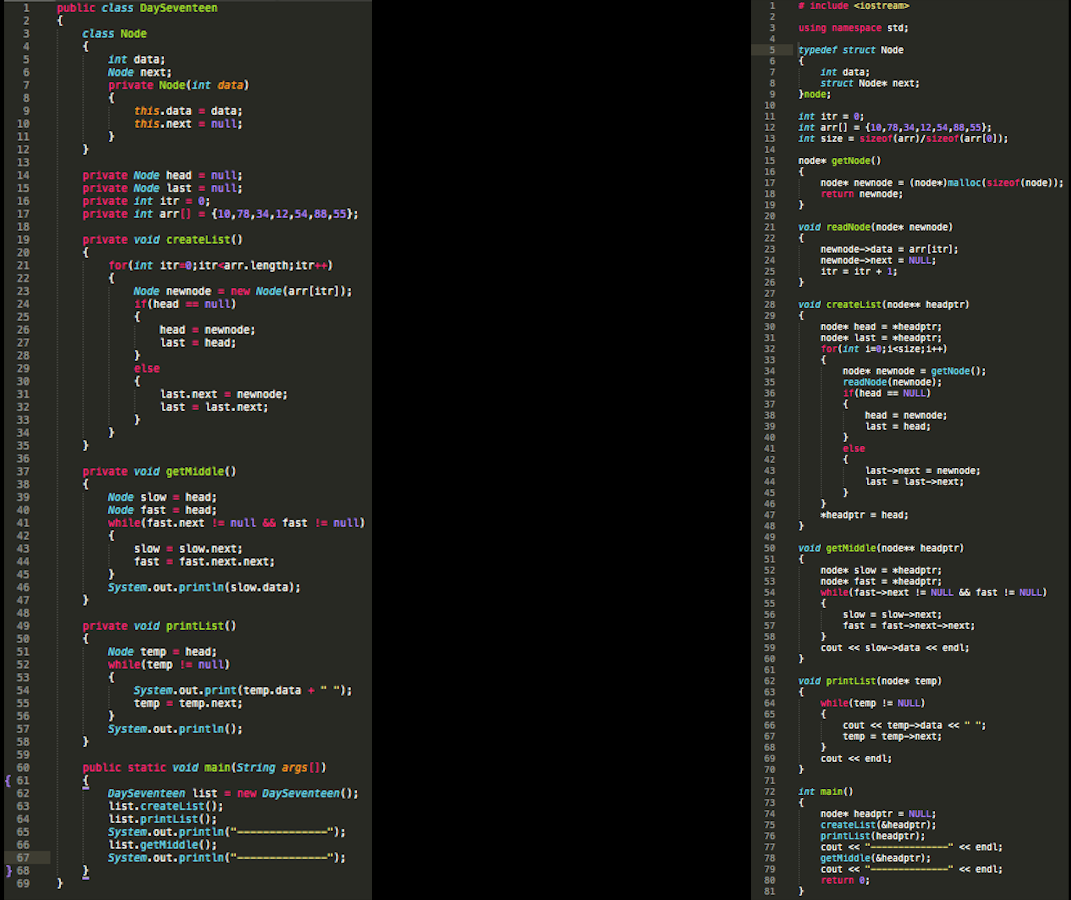 1 public class DaySeventeen
2 {
3 class Node
4 {
5 int data;
6 Node next;
7 private Node(int data)
8 {
9 this.data = data;
10 this.next = null;
11 }
12 }
13
14 private Node head = null;
15 private Node last = null;
16 private int itr = 0;
17 private int arr[] = {10,78,34,12,54,88,55};
18
19 private void createList()
20 {
21 for(int itr=0;itr<arr.length;itr++)
22 {
23 Node newnode = new Node(arr[itr]);
24 if(head == null)
25 {
26 head = newnode;
27 last = head;
28 }
29 else
30 {
31 last.next = newnode;
32 last = last.next;
33 }
34 }
35 }
36
37 private void getMiddle()
38 {
39 Node slow = head;
40 Node fast = head;
41 while(fast.next != null && fast != null)
42 {
43 slow = slow.next;
44 fast = fast.next.next;
45 }
46 System.out.println(slow.data);
47 }
48
49 private void printList()
50 {
51 Node temp = head;
52 while(temp != null)
53 {
54 System.out.print(temp.data + " ");
55 temp = temp.next;
56 }
57 System.out.println();
58 }
59
60 public static void main(String args[])
{ 61 {
62 DaySeventeen list = new DaySeventeen();
63 list.createList();
64 list.printList();
65 System.out.println("--------------");
66 list.getMiddle();
67 System.out.println("--------------");
} 68 }
69 }
1 # include <iostream>
2
3 using namespace std;
4
5 typedef struct Node
6 {
7 int data;
8 struct Node* next;
9 }node;
10
11 int itr = 0;
12 int arr[] = {10,78,34,12,54,88,55};
13 int size = sizeof(arr)/sizeof(arr[0]);
14
15 node* getNode()
16 {
17 node* newnode = (node*)malloc(sizeof(node));
18 return newnode;
19 }
20
21 void readNode(node* newnode)
22 {
23 newnode->data = arr[itr];
24 newnode->next = NULL;
25 itr = itr + 1;
26 }
27
28 void createList(node** headptr)
29 {
30 node* head = *headptr;
31 node* last = *headptr;
32 for(int i=0;i<size;i++)
33 {
34 node* newnode = getNode();
35 readNode(newnode);
36 if(head == NULL)
37 {
38 head = newnode;
39 last = head;
40 }
41 else
42 {
43 last->next = newnode;
44 last = last->next;
45 }
46 }
47 *headptr = head;
48 }
49
50 void getMiddle(node** headptr)
51 {
52 node* slow = *headptr;
53 node* fast = *headptr;
54 while(fast->next != NULL && fast != NULL)
55 {
56 slow = slow->next;
57 fast = fast->next->next;
58 }
59 cout << slow->data << endl;
60 }
61
62 void printList(node* temp)
63 {
64 while(temp != NULL)
65 {
66 cout << temp->data << " ";
67 temp = temp->next;
68 }
69 cout << endl;
70 }
71
72 int main()
73 {
74 node* headptr = NULL;
75 createList(&headptr);
76 printList(headptr);
77 cout << "--------------" << endl;
78 getMiddle(&headptr);
79 cout << "--------------" << endl;
80 return 0;
81 }